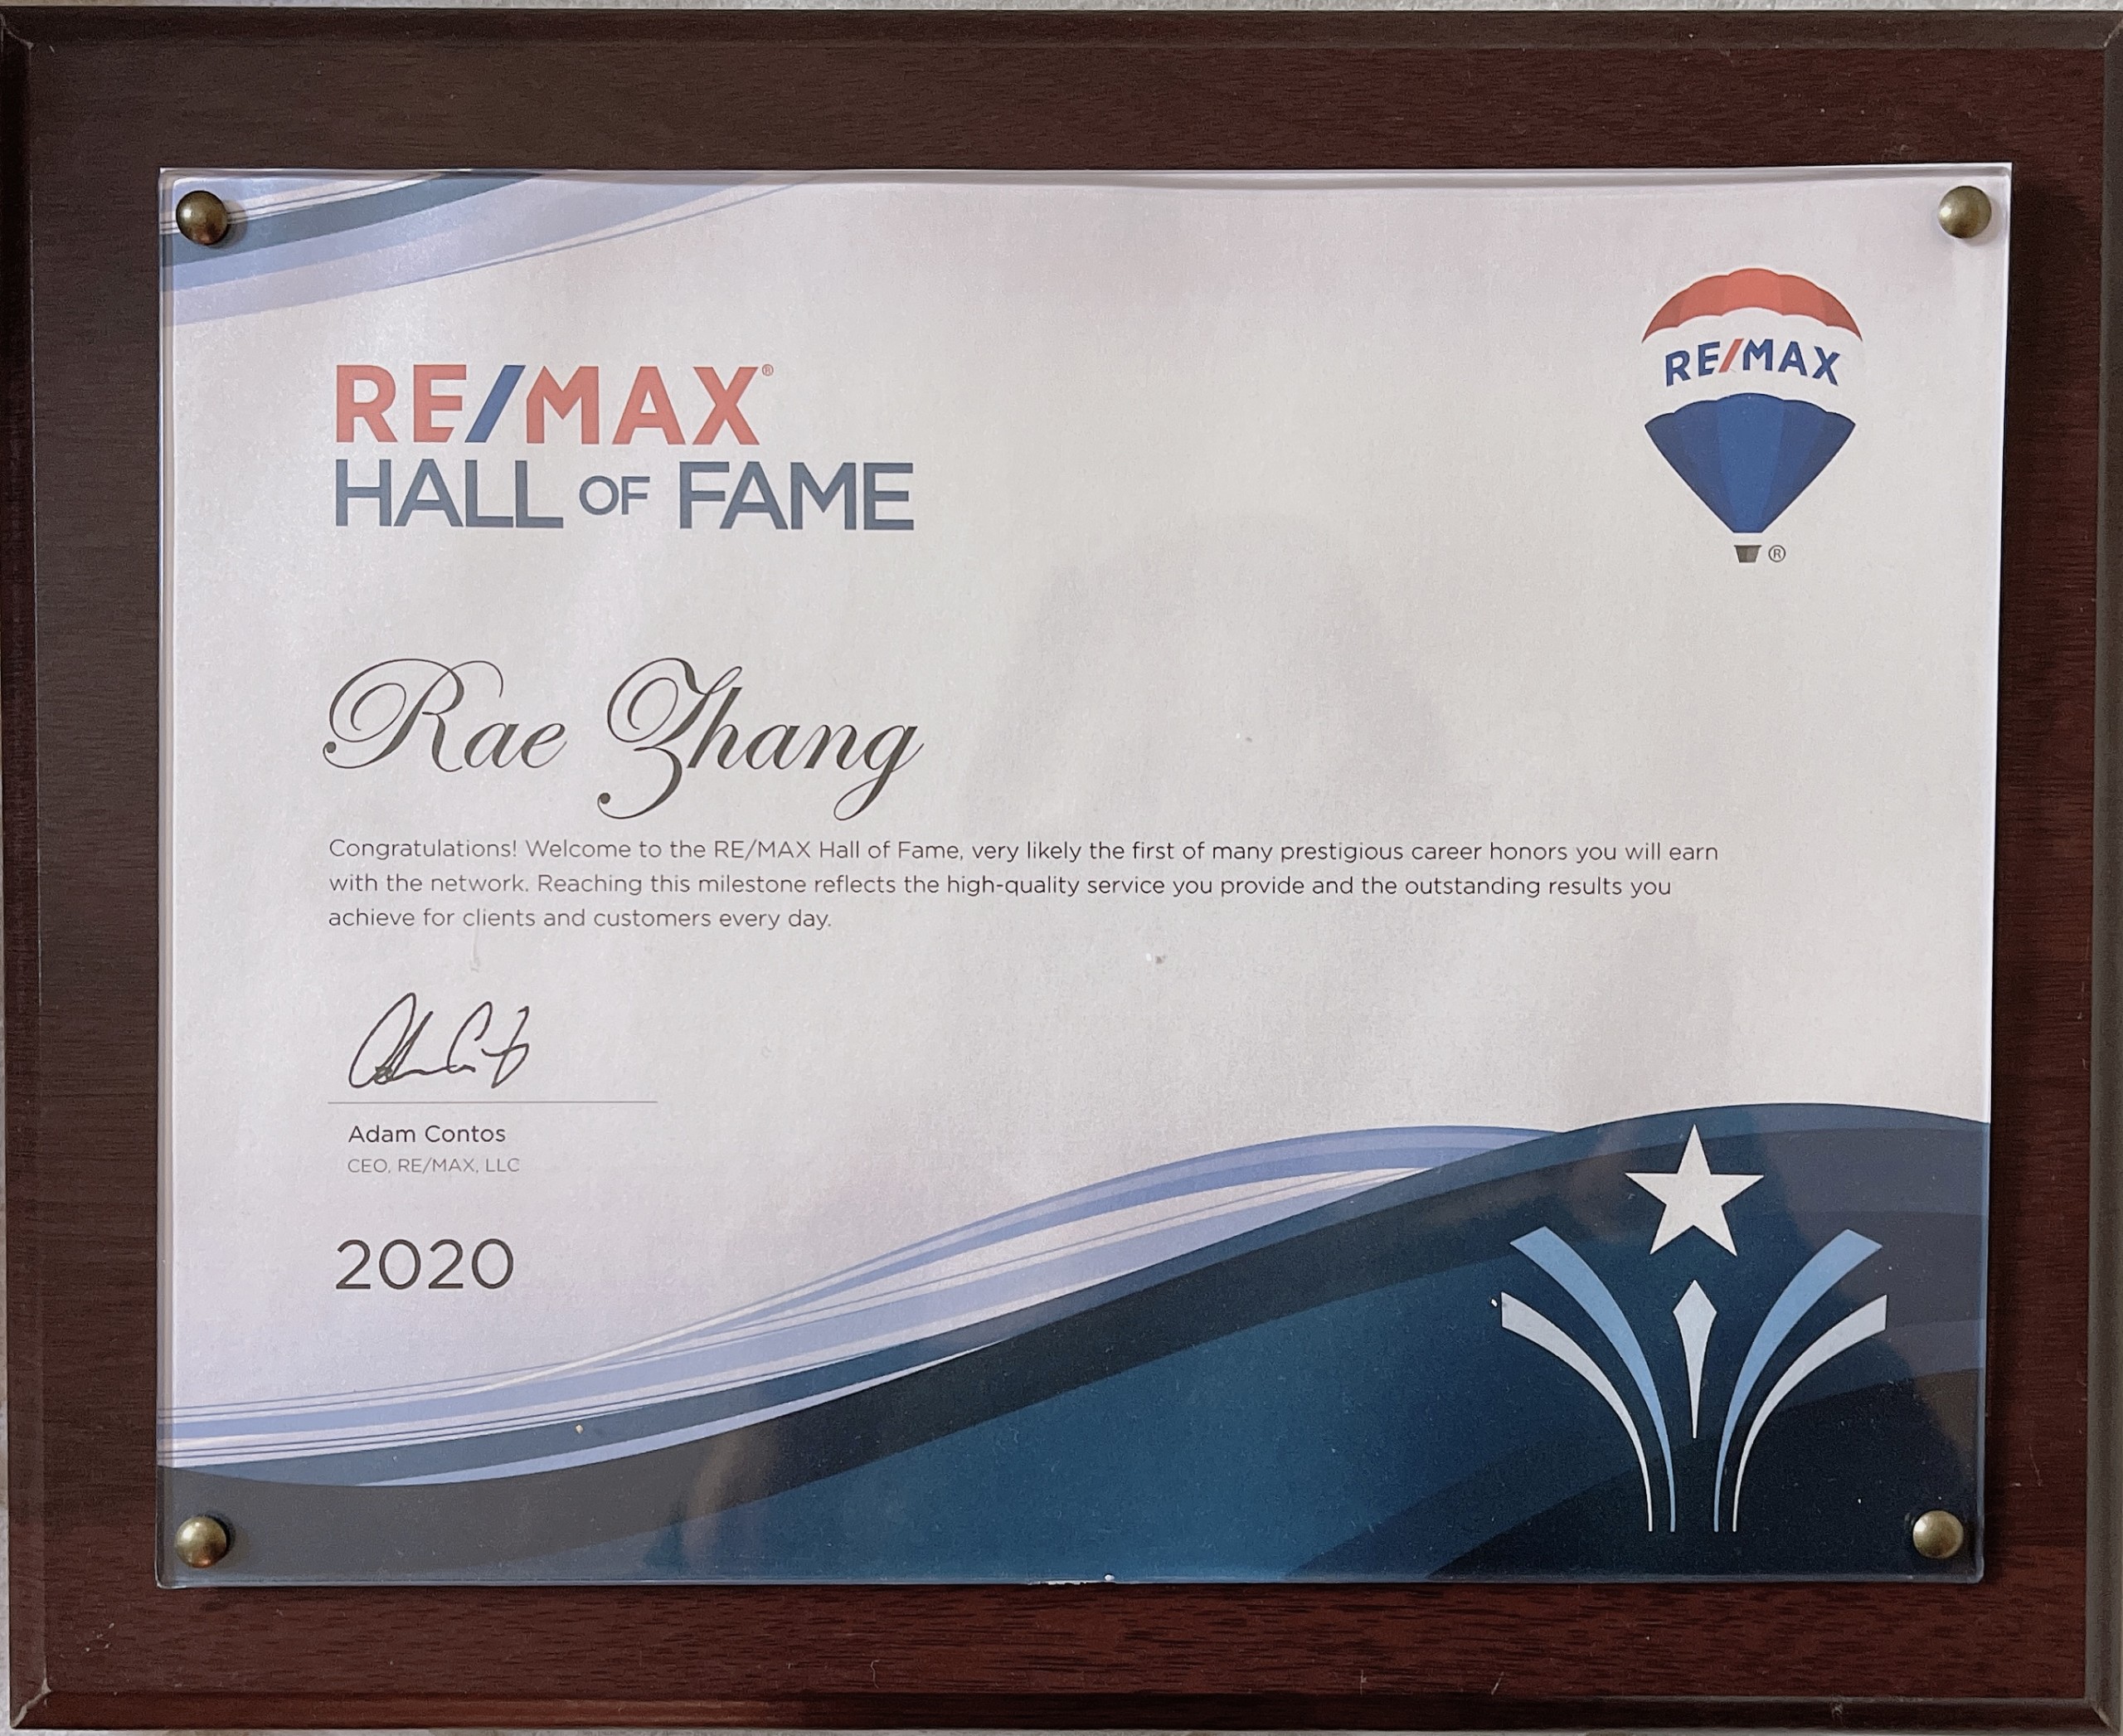 RE/MAX®
HALL OF FAME
RE/MAX
®
Rae Zhang
Congratulations! Welcome to the RE/MAX Hall of Fame, very likely the first of many prestigious career honors you will earn
with the network. Reaching this milestone reflects the high-quality service you provide and the outstanding results you
achieve for clients and customers every day.
Adam Contos
CEO, RE/MAX, LLC
2020